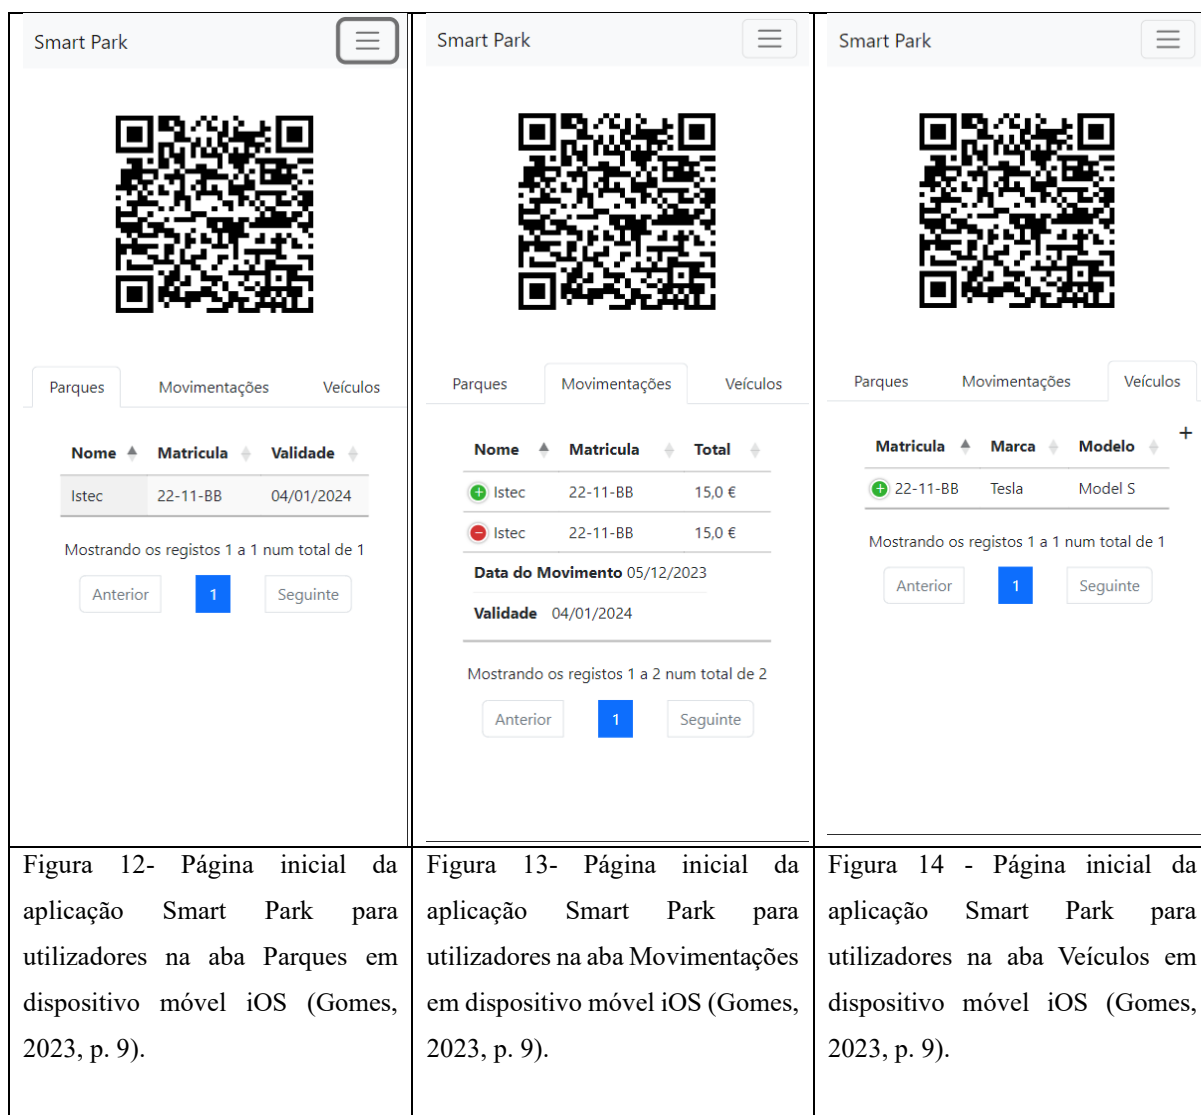 Smart Park
Parques Movimentações Veículos
Nome Matricula Validade
Istec 22-11-BB 04/01/2024
Mostrando os registos 1 a 1 num total de 1
Anterior 1 Seguinte
Figura 12- Página inicial da
aplicação Smart Park para
utilizadores na aba Parques em
dispositivo móvel iOS (Gomes,
2023, p. 9).
Smart Park
Parques Movimentações Veículos
Nome Matricula Total
Istec 22-11-BB 15,0 €
Istec 22-11-BB 15,0 €
Data do Movimento 05/12/2023
Validade 04/01/2024
Mostrando os registos 1 a 2 num total de 2
Anterior 1 Seguinte
Figura 13- Página inicial da
aplicação Smart Park para
utilizadores na aba Movimentações
em dispositivo móvel iOS (Gomes,
2023, p. 9).
Smart Park
Parques Movimentações Veículos
+
Matricula Marca Modelo
22-11-BB Tesla Model S
Mostrando os registos 1 a 1 num total de 1
Anterior 1 Seguinte
Figura 14 - Página inicial da
aplicação Smart Park para
utilizadores na aba Veículos em
dispositivo móvel iOS (Gomes,
2023, p. 9).